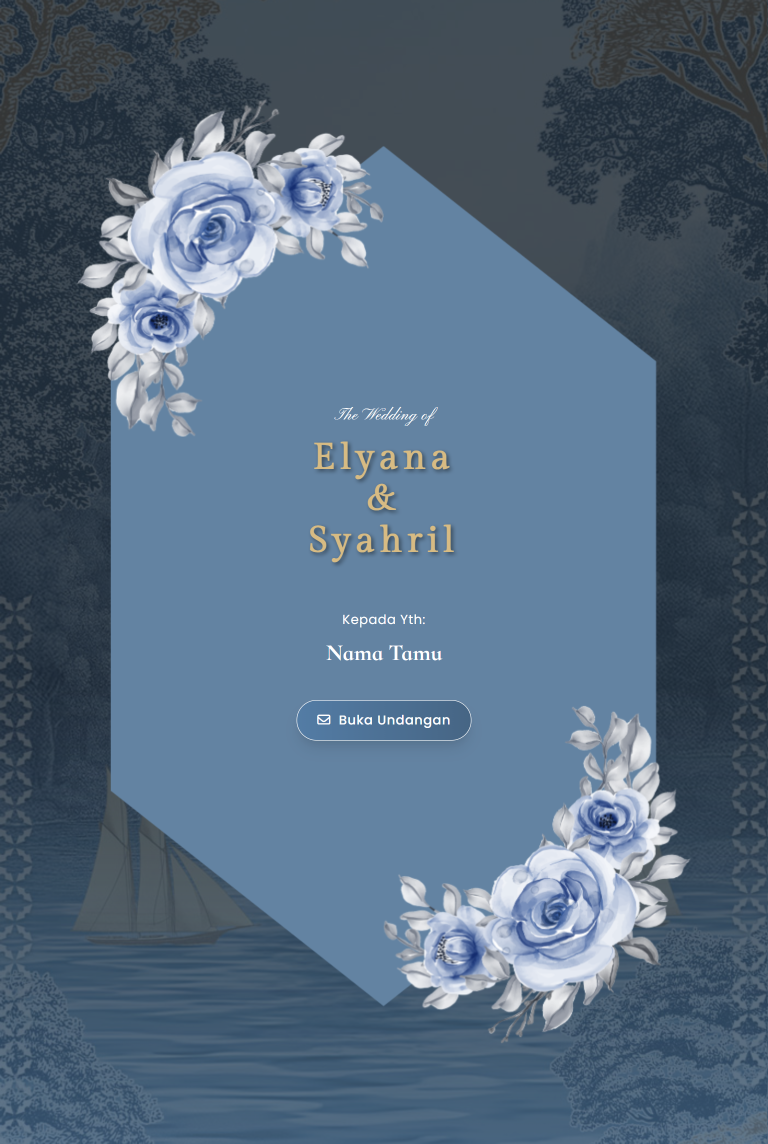 The Wedding of
Elyana
&
Syahril
Kepada Yth:
Nama Tamu
Buka Undangan